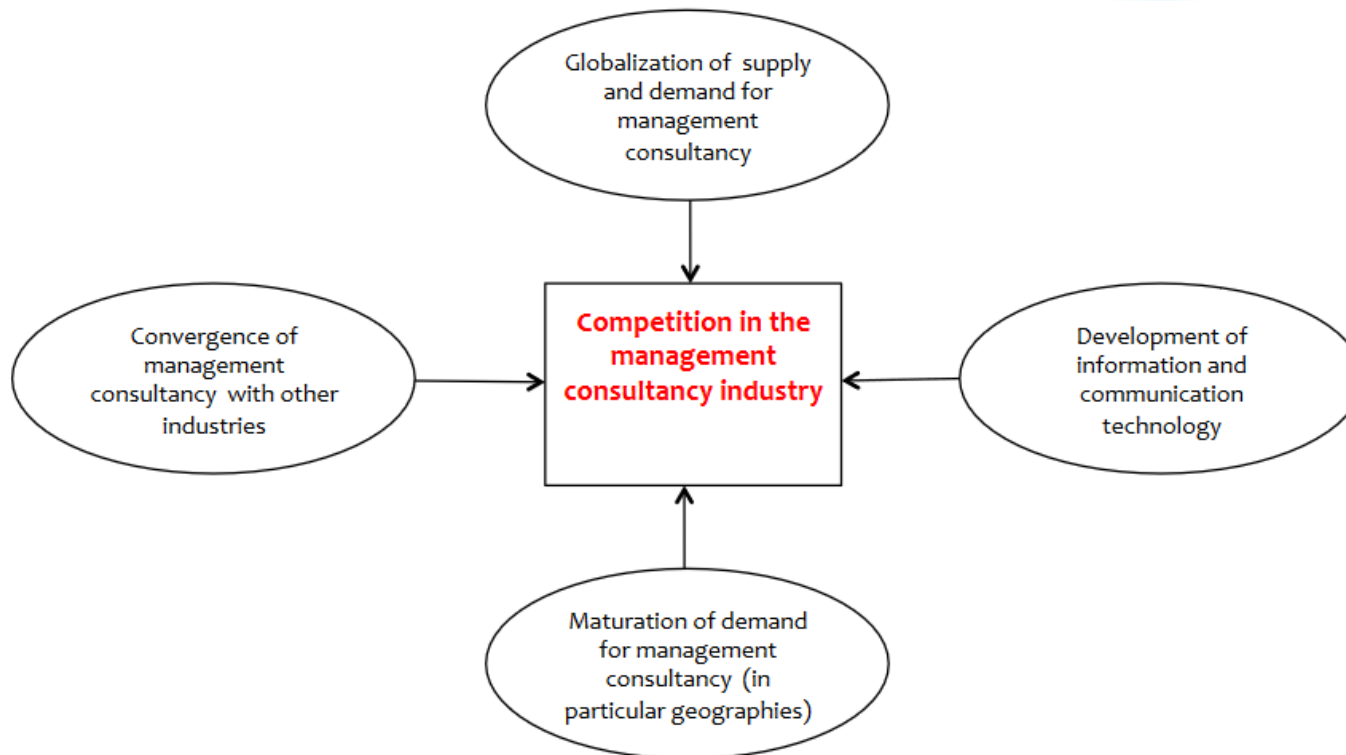 Globalization of supply
and demand for
management
consultancy
Convergence of
management
consultancy with other
industries
Competition in the
management
consultancy industry
Development of
information and
communication
technology
Maturation of demand
for management
consultancy (in
particular geographies)